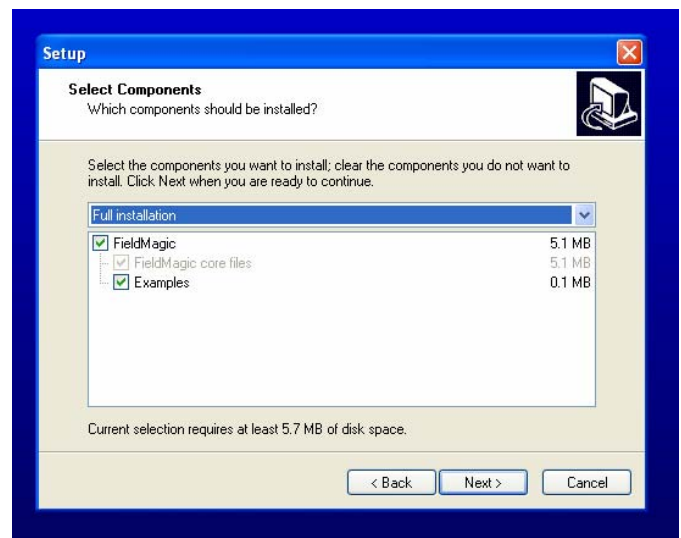 Setup
Select Components
Which components should be installed?
Select the components you want to install; clear the components you do not want to
install. Click Next when you are ready to continue.
Full installation
FieldMagic 5.1 MB
FieldMagic core files 5.1 MB
Examples 0.1 MB
Current selection requires at least 5.7 MB of disk space.
< Back Next > Cancel